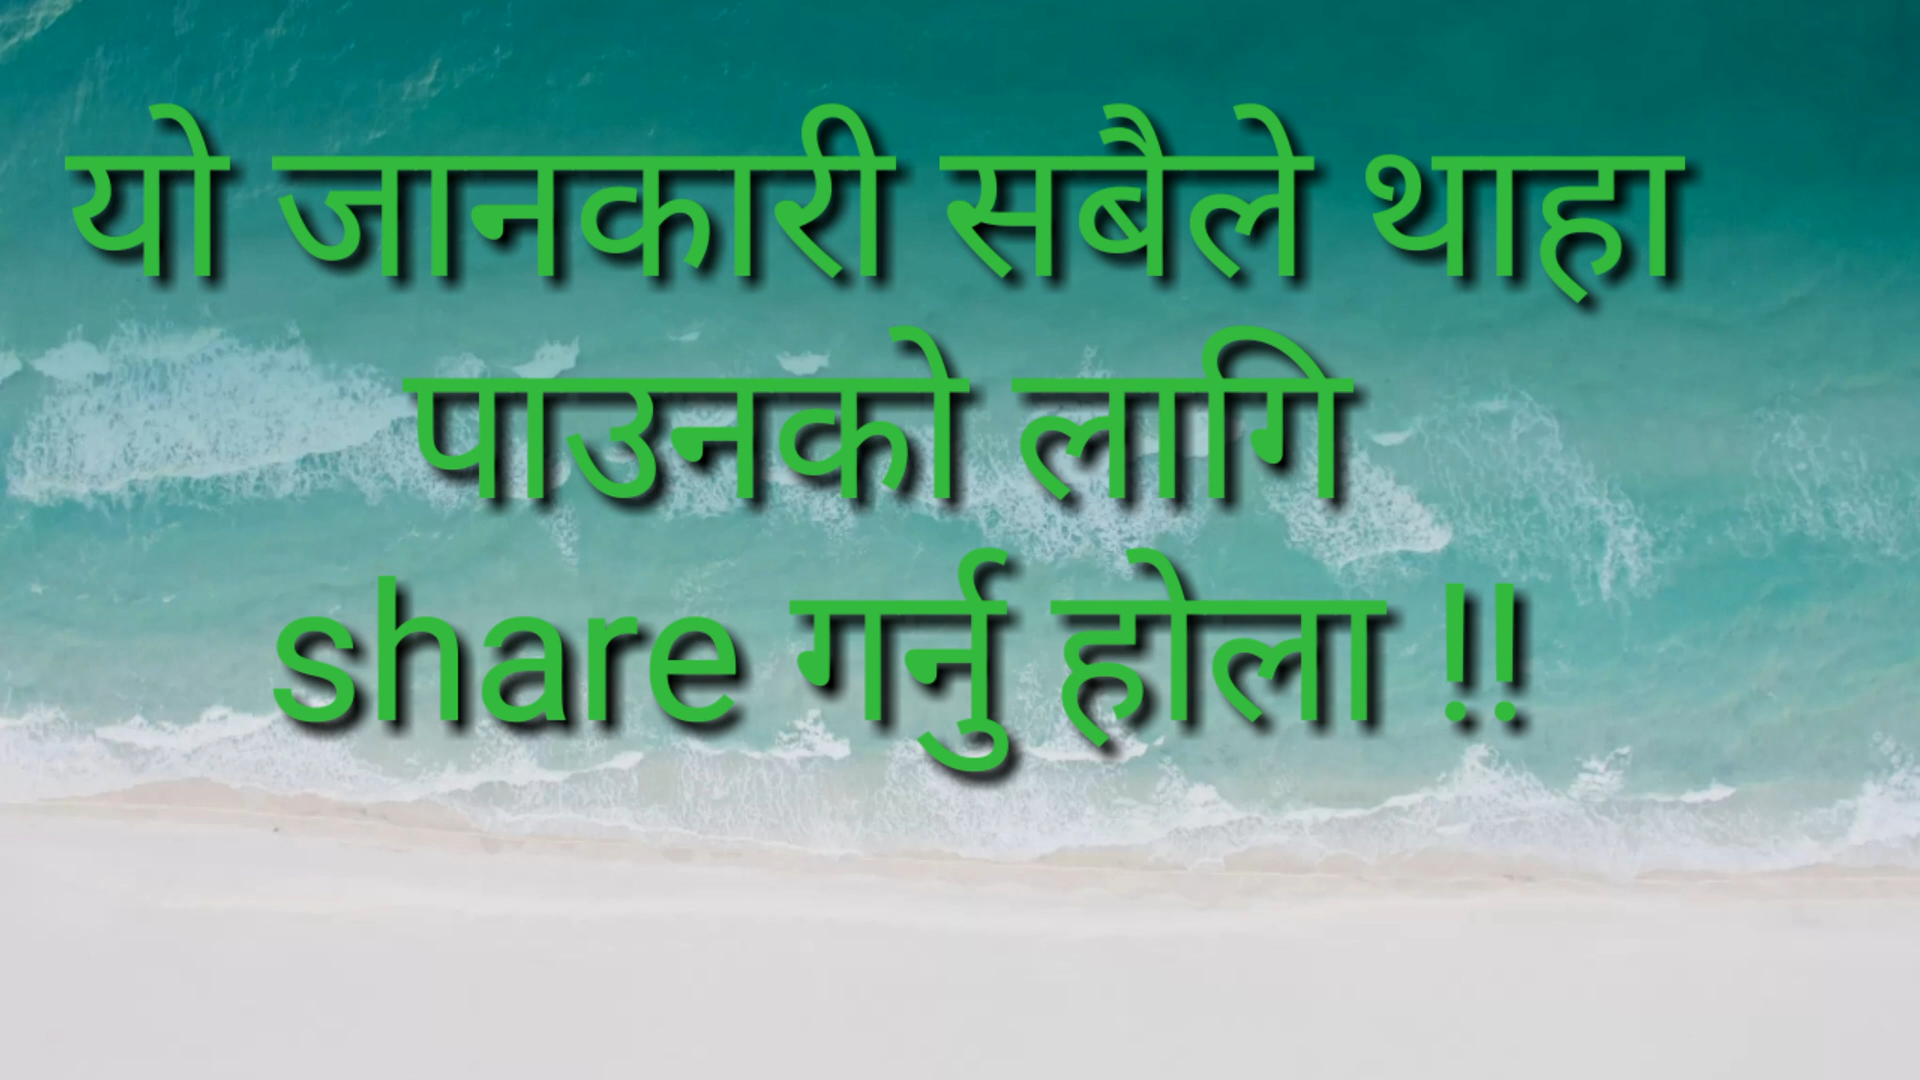 यो जानकारी सबैले थाहा
पाउनको लागि
share गर्नु होला !!